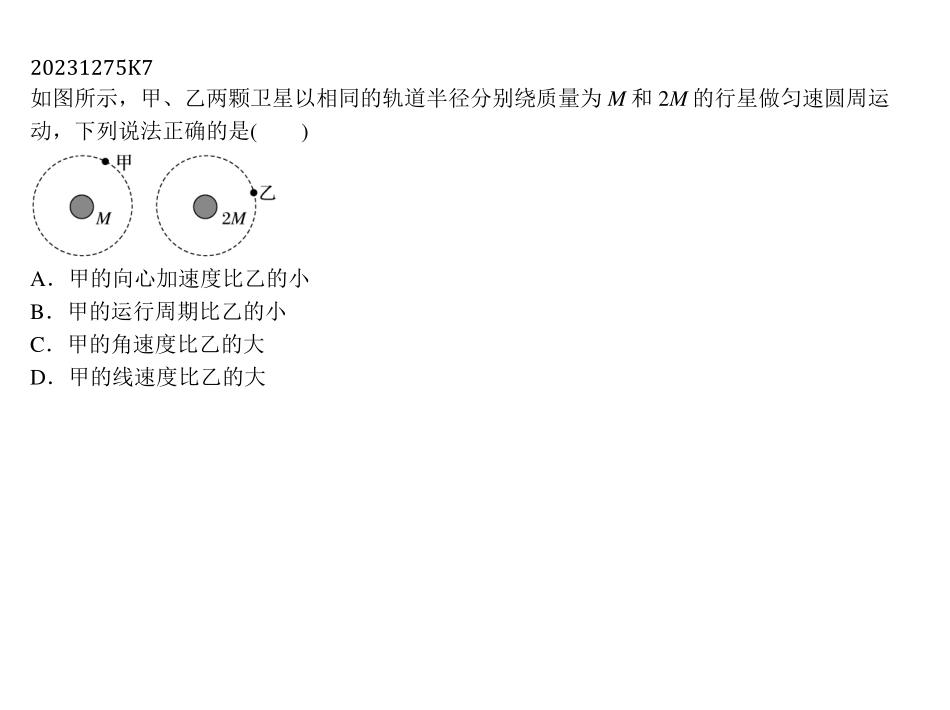 20231275K7
如图所示，甲、乙两颗卫星以相同的轨道半径分别绕质量为 M 和 2M 的行星做匀速圆周运
动，下列说法正确的是(　　)
甲
乙
M
2M
A．甲的向心加速度比乙的小
B．甲的运行周期比乙的小
C．甲的角速度比乙的大
D．甲的线速度比乙的大